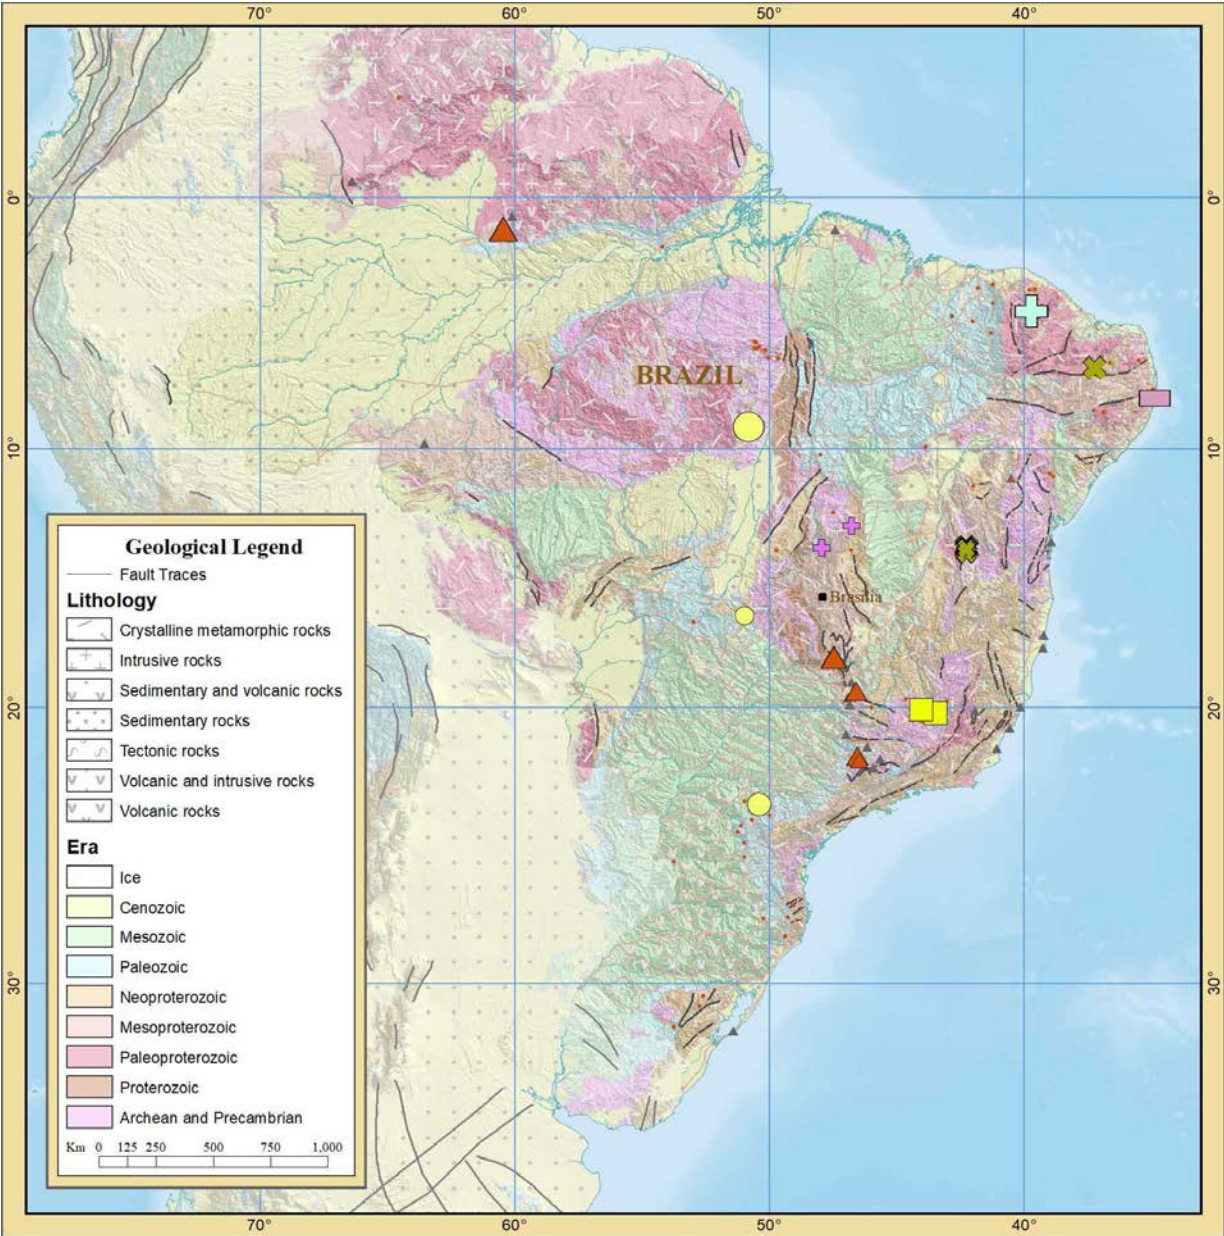 70°
60°
50°
40°
0°
0°
BRAZIL
10°
10°
Brasilia
20°
20°
30°
30°
Geological Legend
Fault Traces
Lithology
Crystalline metamorphic rocks
Intrusive rocks
Sedimentary and volcanic rocks
Sedimentary rocks
Tectonic rocks
Volcanic and intrusive rocks
Volcanic rocks
Era
Ice
Cenozoic
Mesozoic
Paleozoic
Neoproterozoic
Mesoproterozoic
Paleoproterozoic
Proterozoic
Archean and Precambrian
Km 0 125 250 500 750 1,000
70°
60°
50°
40°